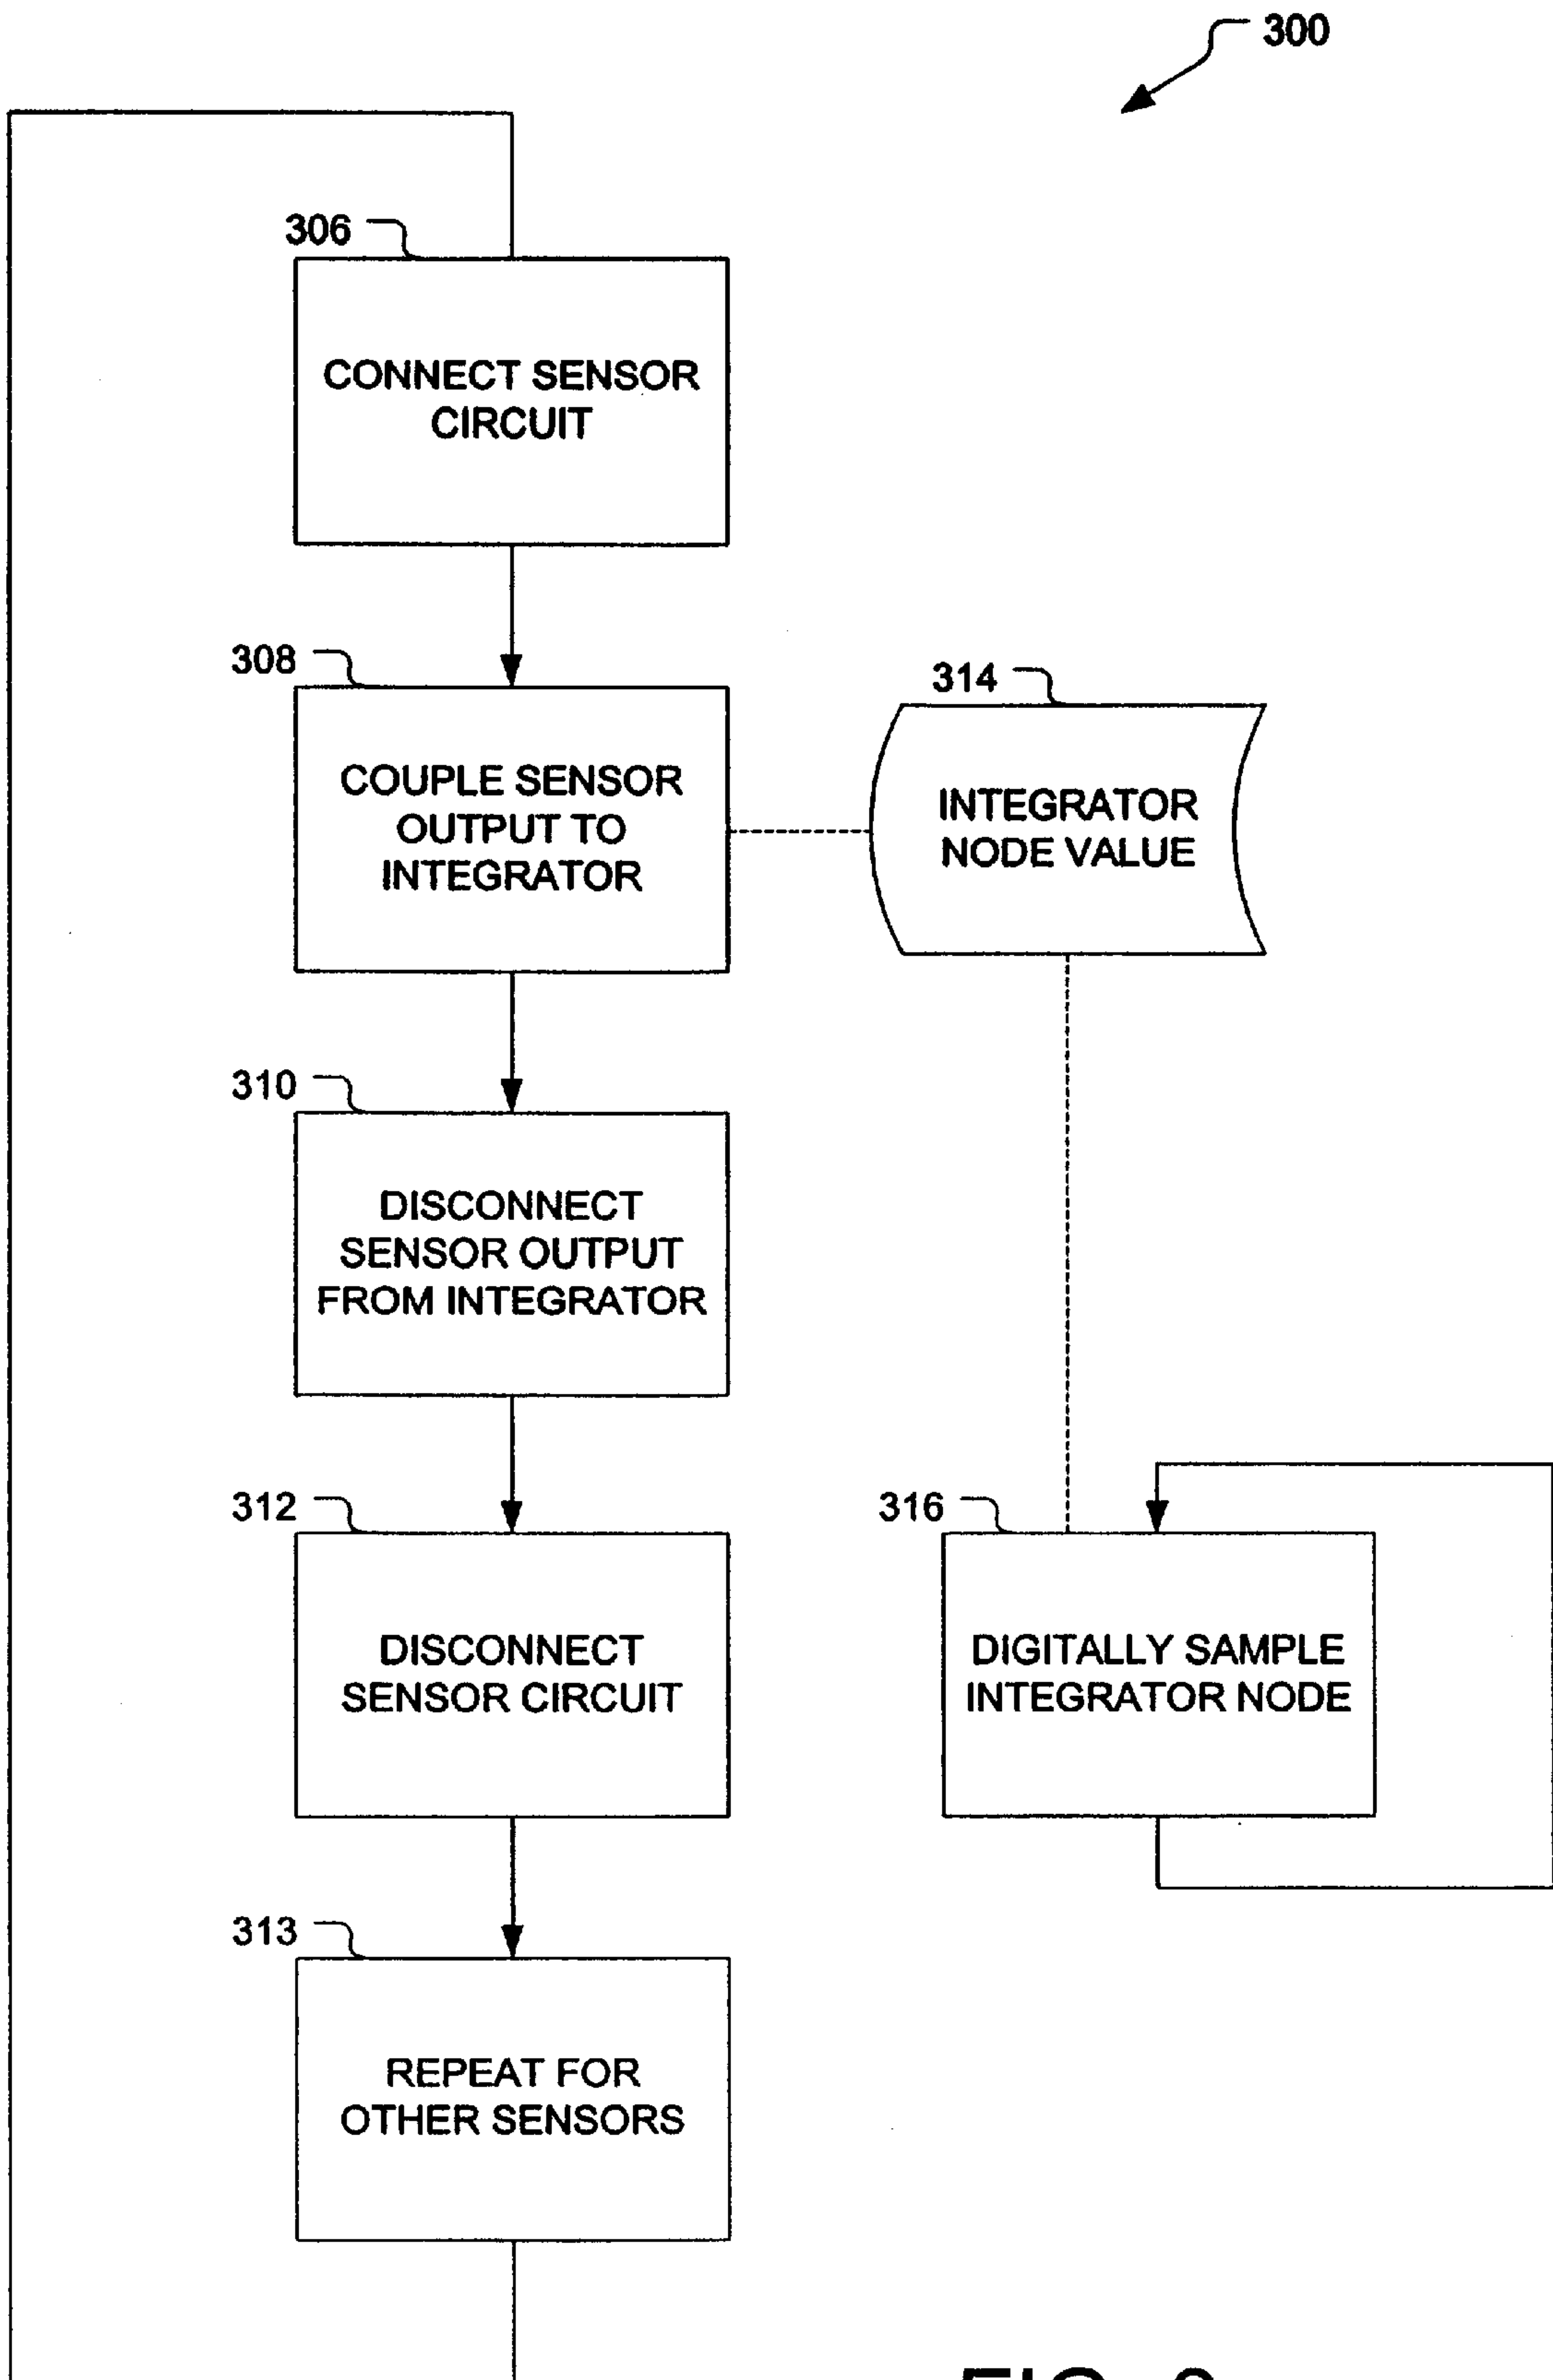 300
306
CONNECT SENSOR
CIRCUIT
308
COUPLE SENSOR
OUTPUT TO
INTEGRATOR
314
INTEGRATOR
NODE VALUE
310
DISCONNECT
SENSOR OUTPUT
FROM INTEGRATOR
312
DISCONNECT
SENSOR CIRCUIT
316
DIGITALLY SAMPLE
INTEGRATOR NODE
313
REPEAT FOR
OTHER SENSORS
FIG.